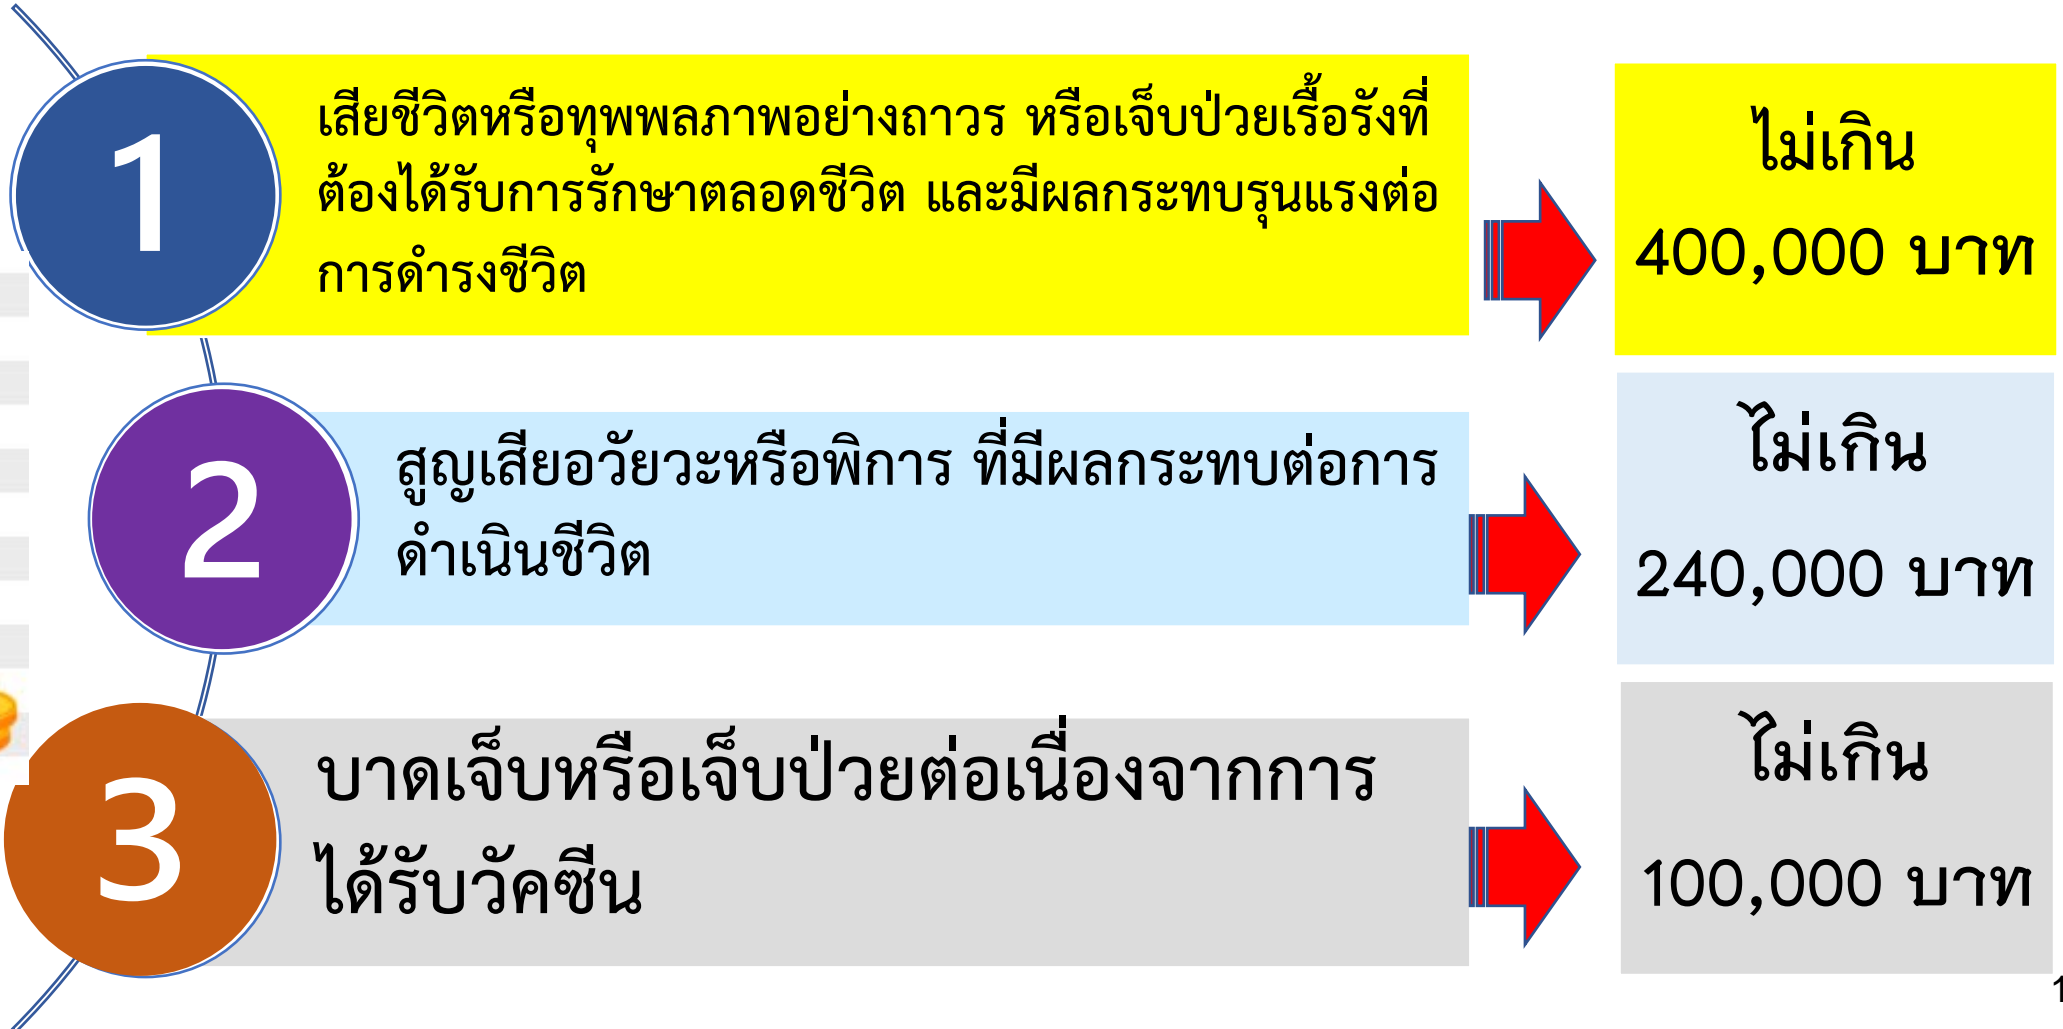 1
เสียชีวิตหรือทุพพลภาพอย่างถาวร หรือเจ็บป่วยเรื้อรังที่
ต้องได้รับการรักษาตลอดชีวิต และมีผลกระทบรุนแรงต่อ
การดำรงชีวิต
ไม่เกิน
400,000 บาท
2
สูญเสียอวัยวะหรือพิการ ที่มีผลกระทบต่อการ
ดำเนินชีวิต
ไม่เกิน
240,000 บาท
3
บาดเจ็บหรือเจ็บป่วยต่อเนื่องจากการ
ได้รับวัคซีน
ไม่เกิน
100,000 บาท
1